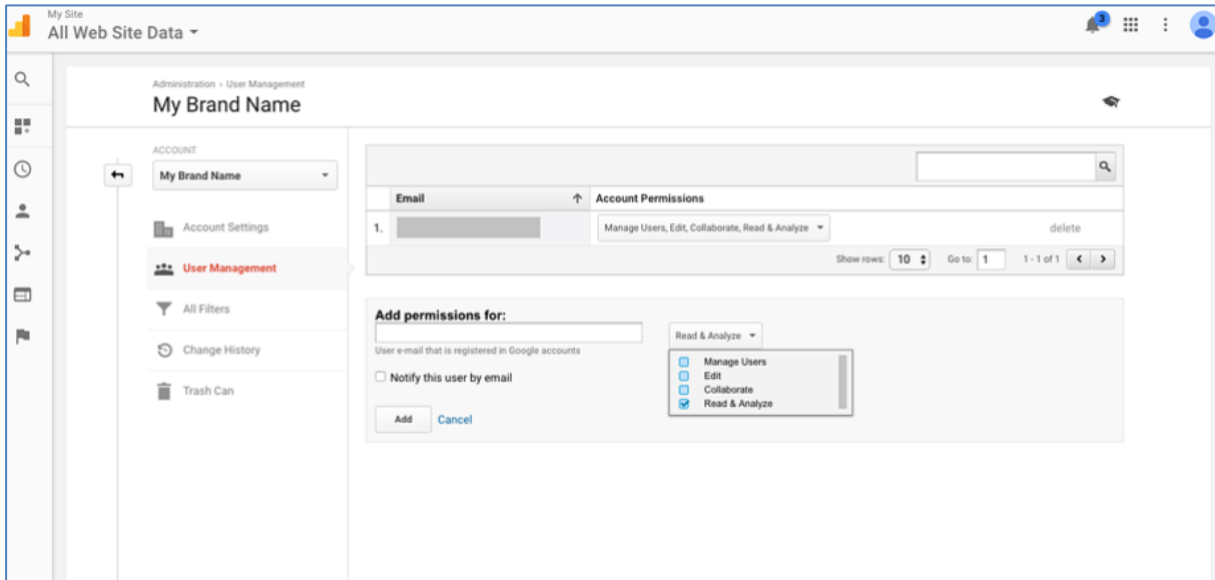 My Site
All Web Site Data
3
Administration > User Management
My Brand Name
ACCOUNT
My Brand Name
Account Settings
User Management
All Filters
Change History
Trash Can
Email Account Permissions
1. Manage Users, Edit, Collaborate, Read & Analyze delete
Show rows: 10 Go to: 1 1 - 1 of 1
Add permissions for:
Read & Analyze
User e-mail that is registered in Google accounts
Notify this user by email
Manage Users
Edit
Collaborate
Read & Analyze
Add Cancel